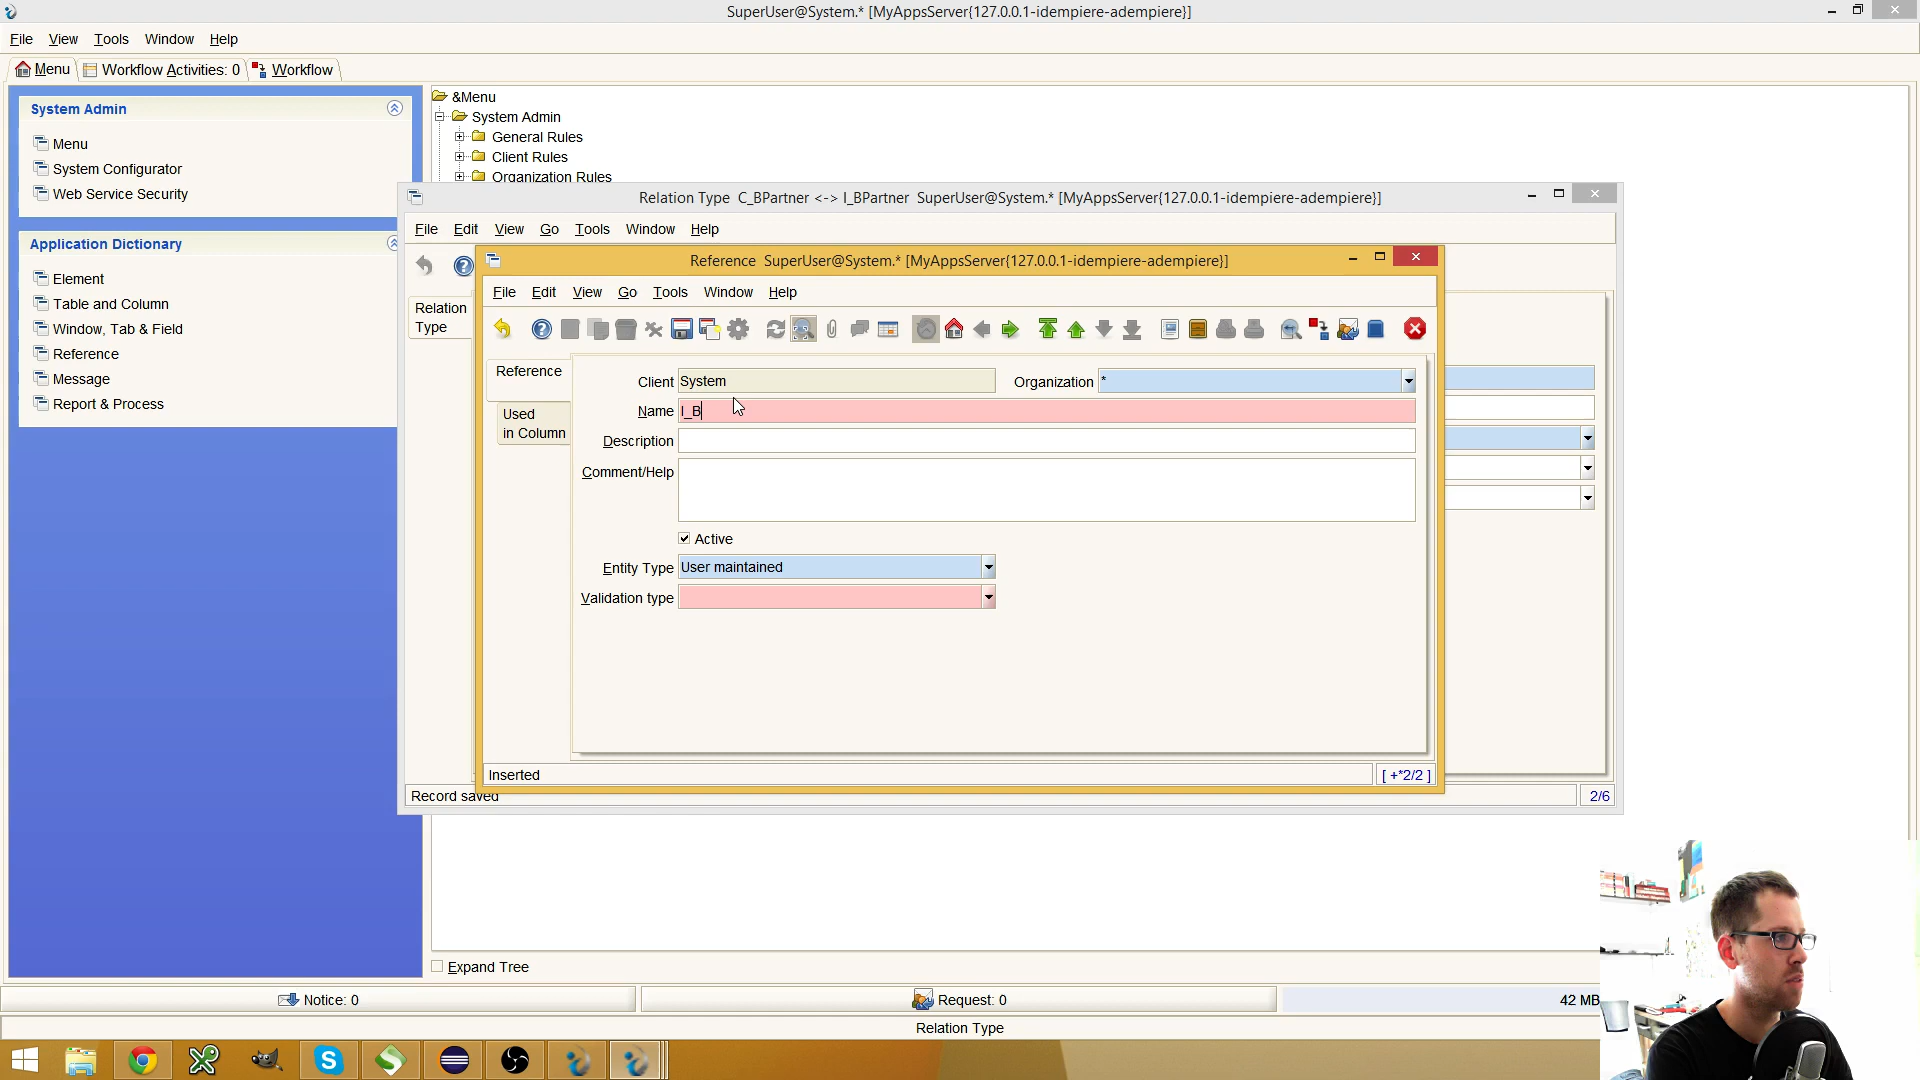 SuperUser@System.* [MyAppsServer{127.0.0.1-idempiere-adempiere}]
File View Tools Window Help
Menu Workflow Activities: 0 Workflow
System Admin
Menu
System Configurator
Web Service Security
Application Dictionary
Element
Table and Column
Window, Tab & Field
Reference
Message
Report & Process
&Menu
System Admin
General Rules
Client Rules
Organization Rules
Relation Type C_BPartner <-> I_BPartner SuperUser@System.* [MyAppsServer{127.0.0.1-idempiere-adempiere}]
File Edit View Go Tools Window Help
Relation
Type
Reference SuperUser@System.* [MyAppsServer{127.0.0.1-idempiere-adempiere}]
File Edit View Go Tools Window Help
Reference
Used
in Column
Client System Organization *
Name I_B
Description
Comment/Help
Active
Entity Type User maintained
Validation type
Inserted [ +*2/2 ]
Record saved 2/6
Expand Tree
Notice: 0 Request: 0 42 MB
Relation Type